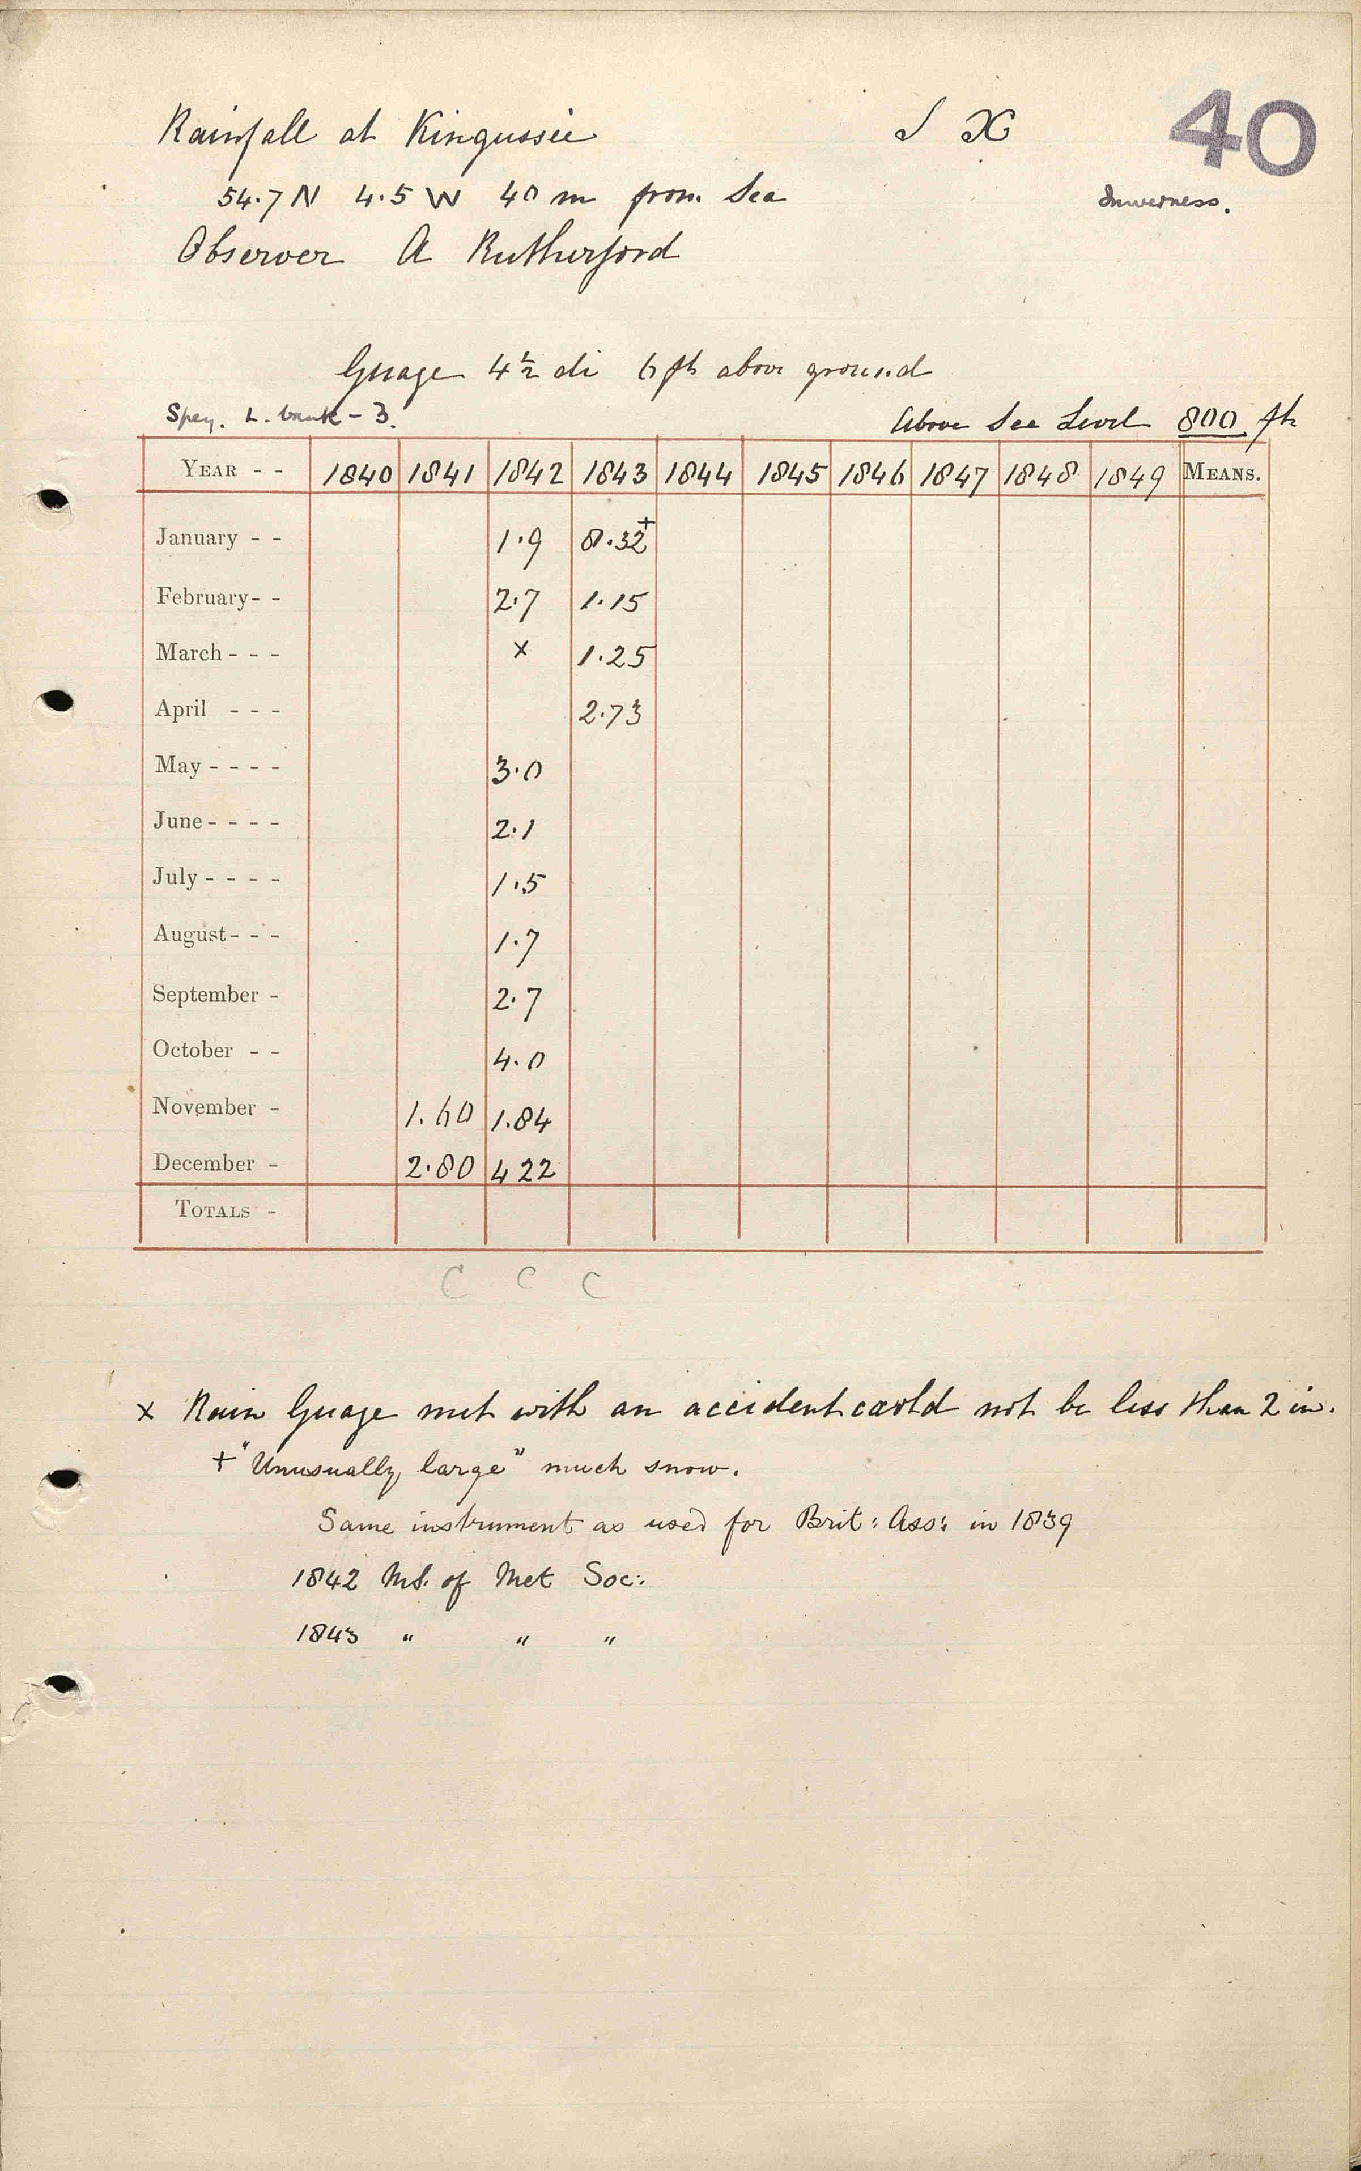 40
Rainfall at Kingussie
Inverness.
54.7 N 4.5 W 40 m from Sea
Observer A Rutherford
Guage 4½ di 6 ft above ground
Spey. L. bank - 3.
Above Sea Level 800 ft
YEAR - - 1840 1841 1842 1843 1844 1845 1846 1847 1848 1849 MEANS.
January - - 1.9 8.32+
February - - 2.7 1.15
March - - - x 1.25
April - - - 2.73
May - - - - 3.0
June - - - - 2.1
July - - - - 1.5
August - - - 1.7
September - 2.7
October - - 4.0
November - 1.60 1.84
December - 2.80 4 22
TOTALS -
C C C
x Rain Guage met with an accident could not be less than 2 in.
+ "Unusually large" much snow.
Same instrument as used for Brit: Ass: in 1839
1842 MS. of Met Soc:
1843 " " "